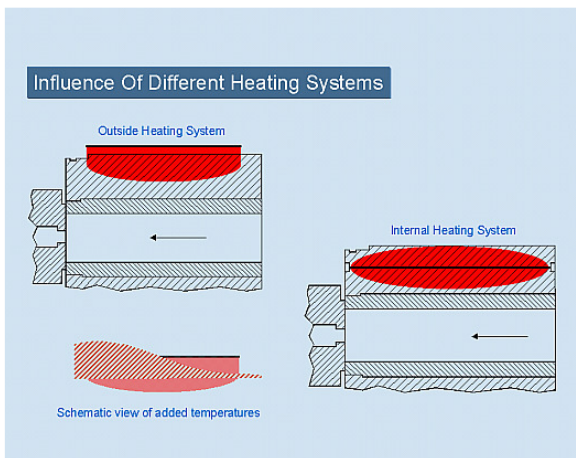 Influence Of Different Heating Systems
Outside Heating System
Internal Heating System
Schematic view of added temperatures